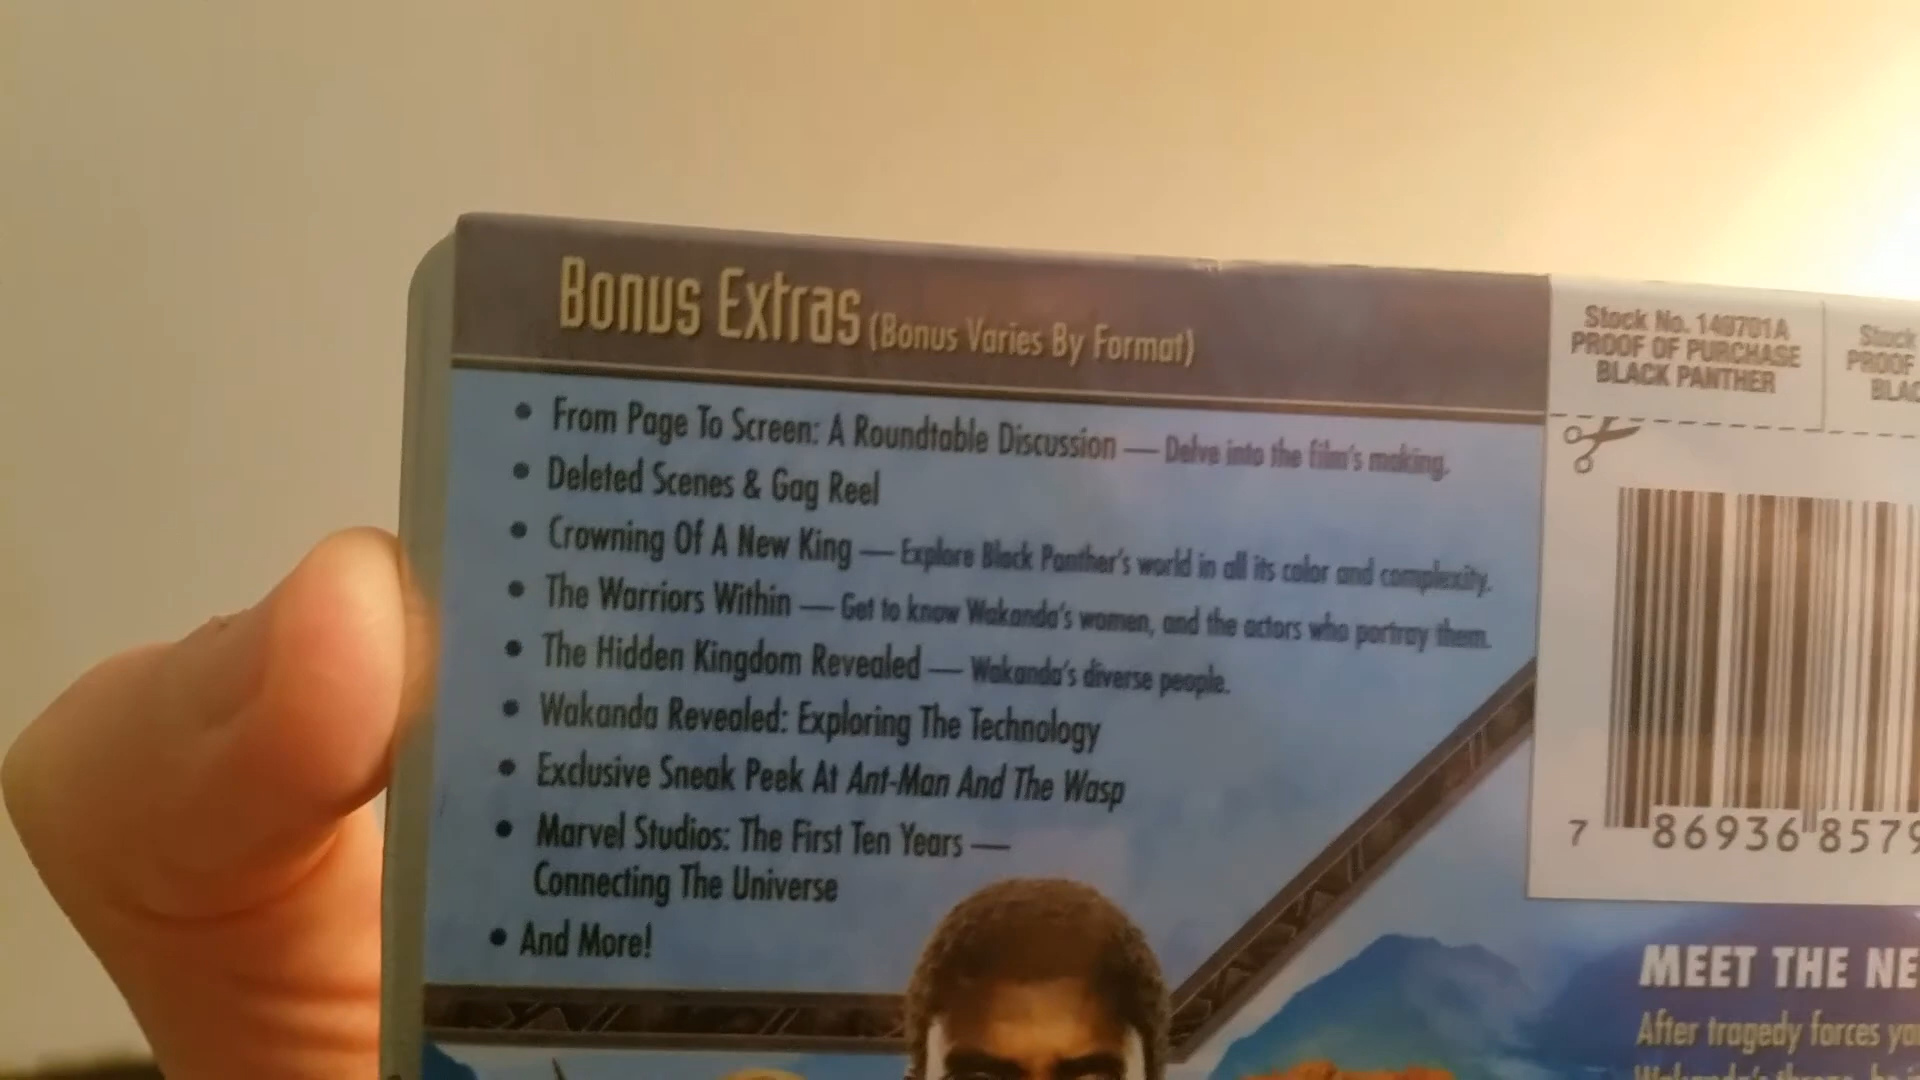 Bonus Extras (Bonus Varies By Format)
• From Page To Screen: A Roundtable Discussion — Delve into the film's making.
• Deleted Scenes & Gag Reel
• Crowning Of A New King — Explore Black Panther's world in all its color and complexity.
• The Warriors Within — Get to know Wakanda's women, and the actors who portray them.
• The Hidden Kingdom Revealed — Wakanda's diverse people.
• Wakanda Revealed: Exploring The Technology
• Exclusive Sneak Peek At Ant-Man And The Wasp
• Marvel Studios: The First Ten Years —
Connecting The Universe
• And More!
Stock No. 140701A
PROOF OF PURCHASE
BLACK PANTHER
Stock
PROOF
BLAC
7 86936 8579
MEET THE NE
After tragedy forces yo